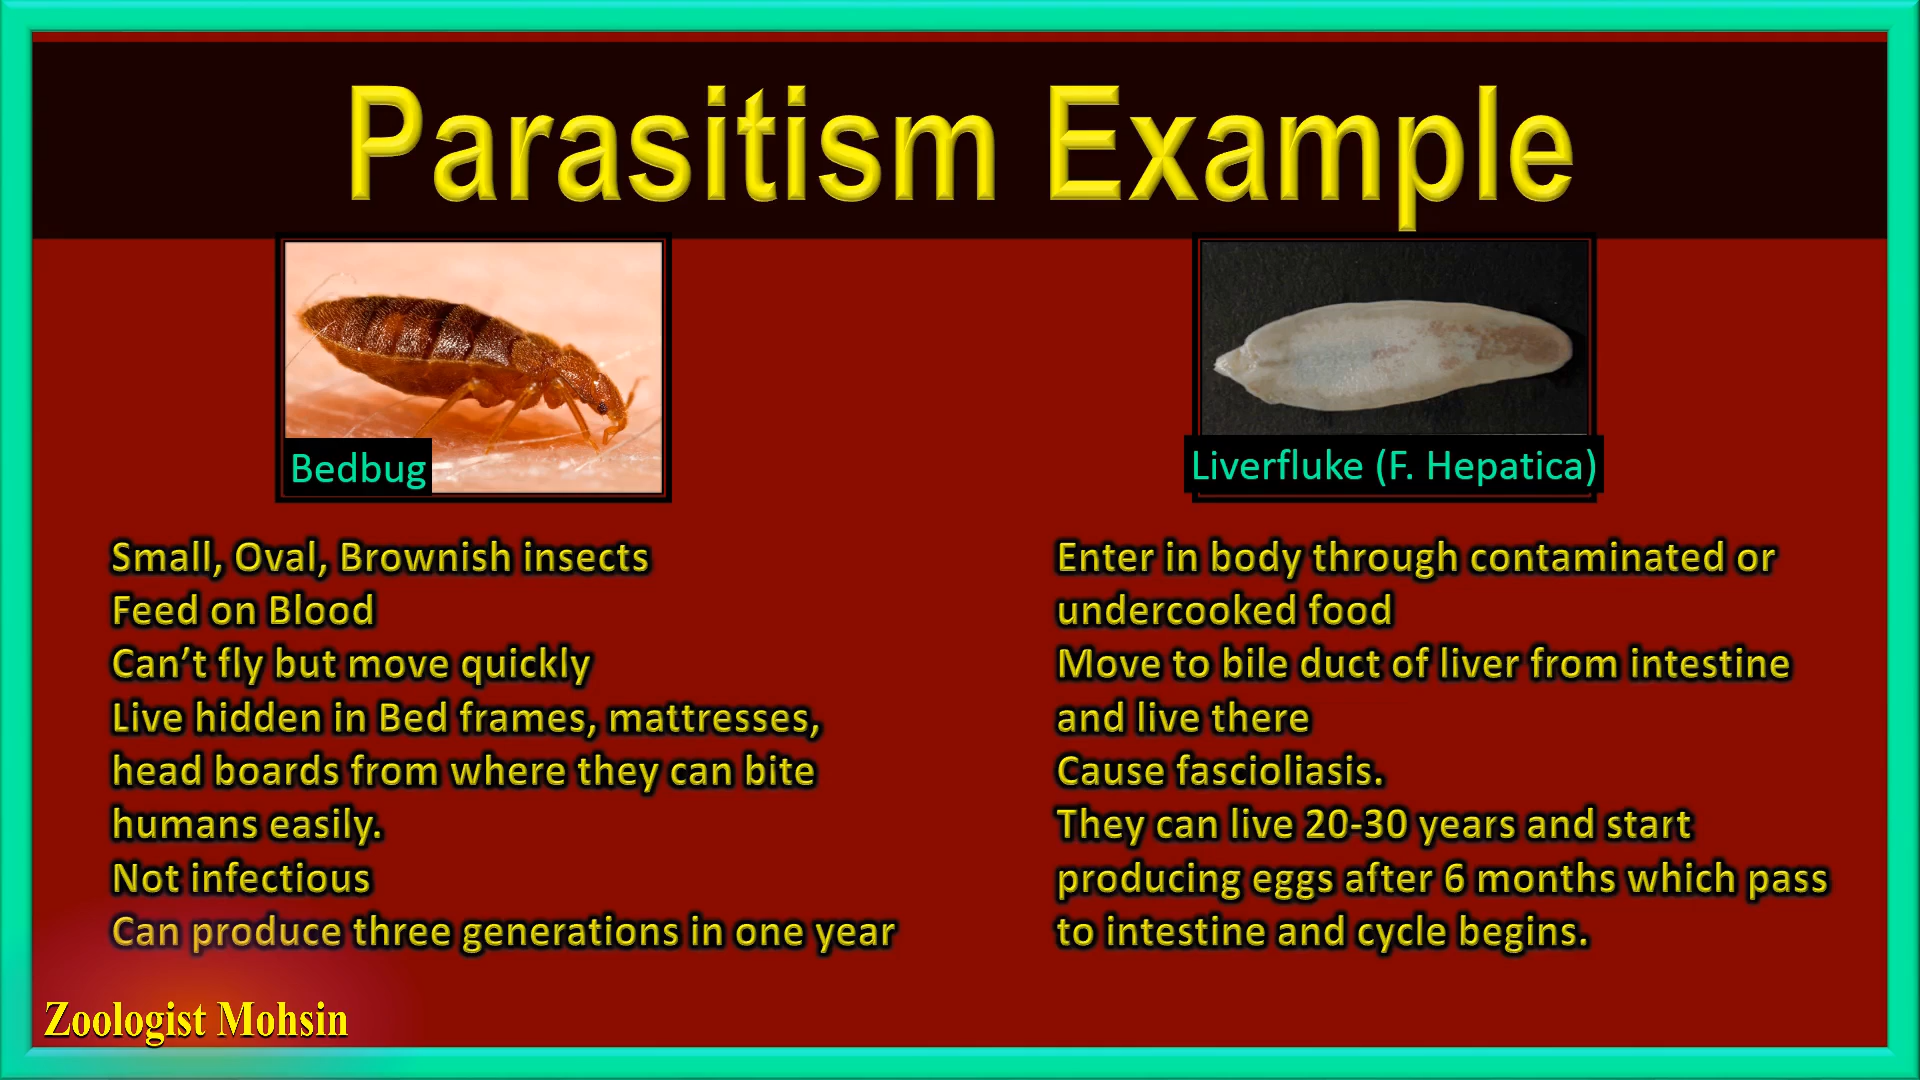 Parasitism Example
Bedbug
Small, Oval, Brownish insects
Feed on Blood
Can’t fly but move quickly
Live hidden in Bed frames, mattresses,
head boards from where they can bite
humans easily.
Not infectious
Can produce three generations in one year
Liverfluke (F. Hepatica)
Enter in body through contaminated or
undercooked food
Move to bile duct of liver from intestine
and live there
Cause fascioliasis.
They can live 20-30 years and start
producing eggs after 6 months which pass
to intestine and cycle begins.
Zoologist Mohsin